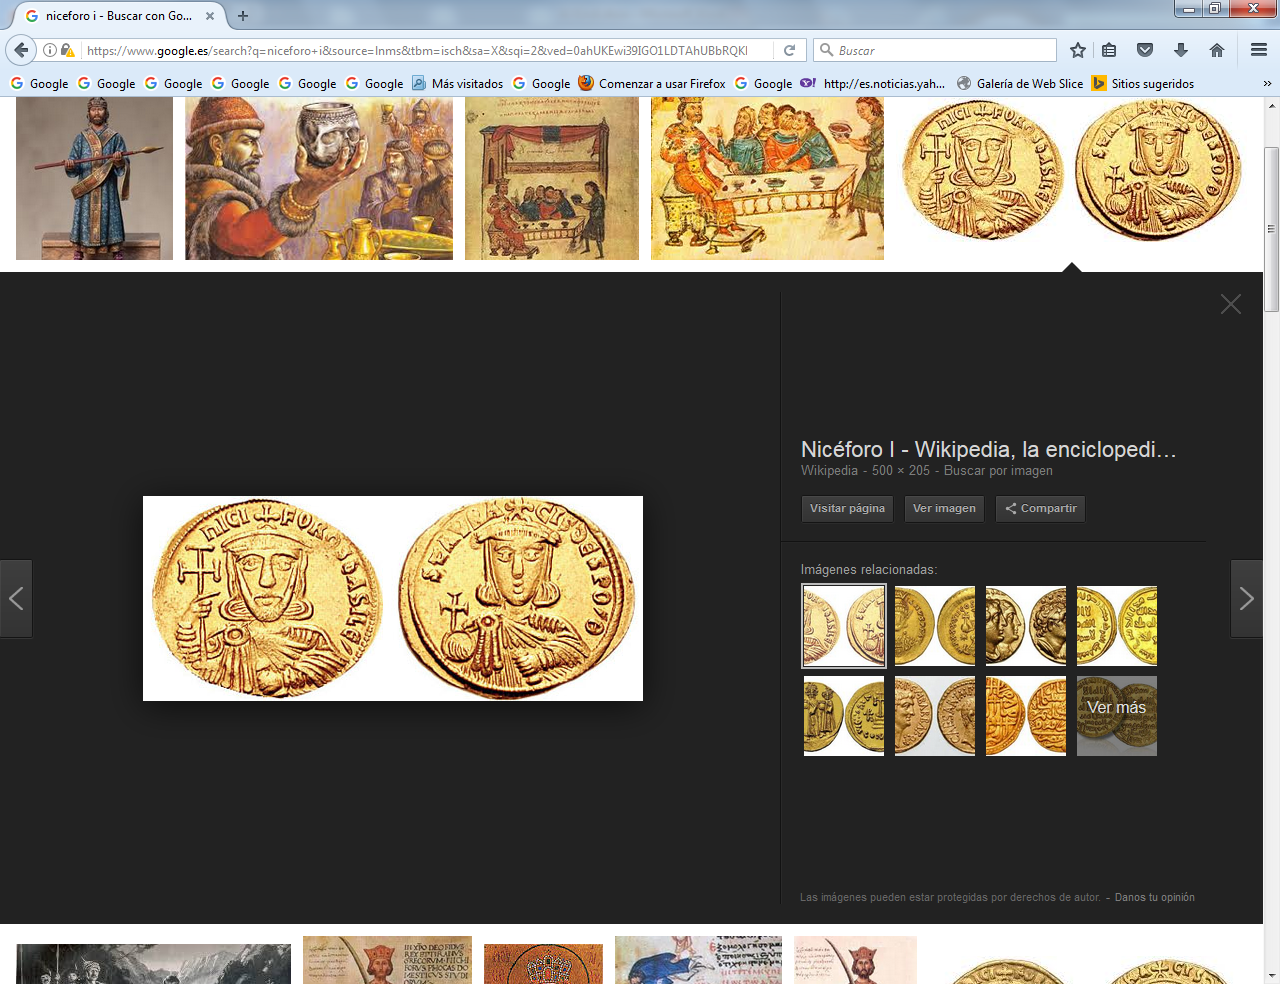 niceforo i - Buscar con Go...
https://www.google.es/search?q=niceforo+i&source=lnms&tbm=isch&sa=X&sqi=2&ved=0ahUKEwi39IGO1LDTAhUBbRQKI
Buscar
Google Google Google Google Google Google Más visitados Google Comenzar a usar Firefox Google http://es.noticias.yah... Galería de Web Slice Sitios sugeridos »
Nicéforo I - Wikipedia, la enciclopedi...
Wikipedia - 500 × 205 - Buscar por imagen
Visitar página Ver imagen Compartir
Imágenes relacionadas:
Ver más
Las imágenes pueden estar protegidas por derechos de autor. - Danos tu opinión